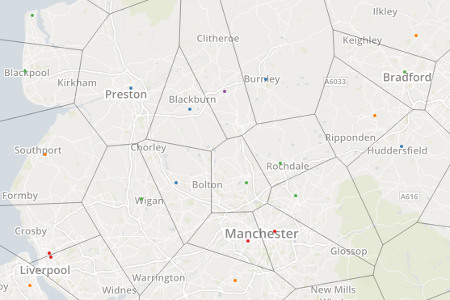 Ilkley
Clitheroe
Keighley
Blackpool
Kirkham
Burnley
A6033
Bradford
Preston
Blackburn
Ripponden
Southport
Chorley
Huddersfield
Rochdale
Formby
Wigan
Bolton
A616
Crosby
Manchester
Glossop
Liverpool
Warrington
Widnes
New Mills